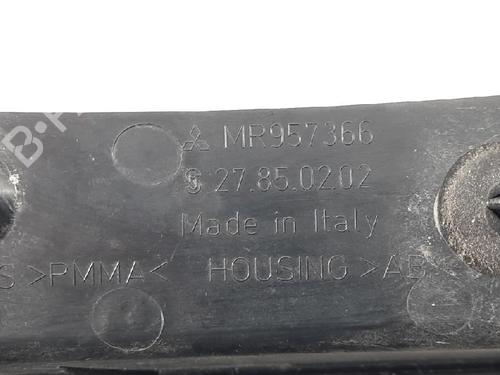 MR957366
27.85.02.02
Made in Italy
S >PMMA< HOUSING >AB